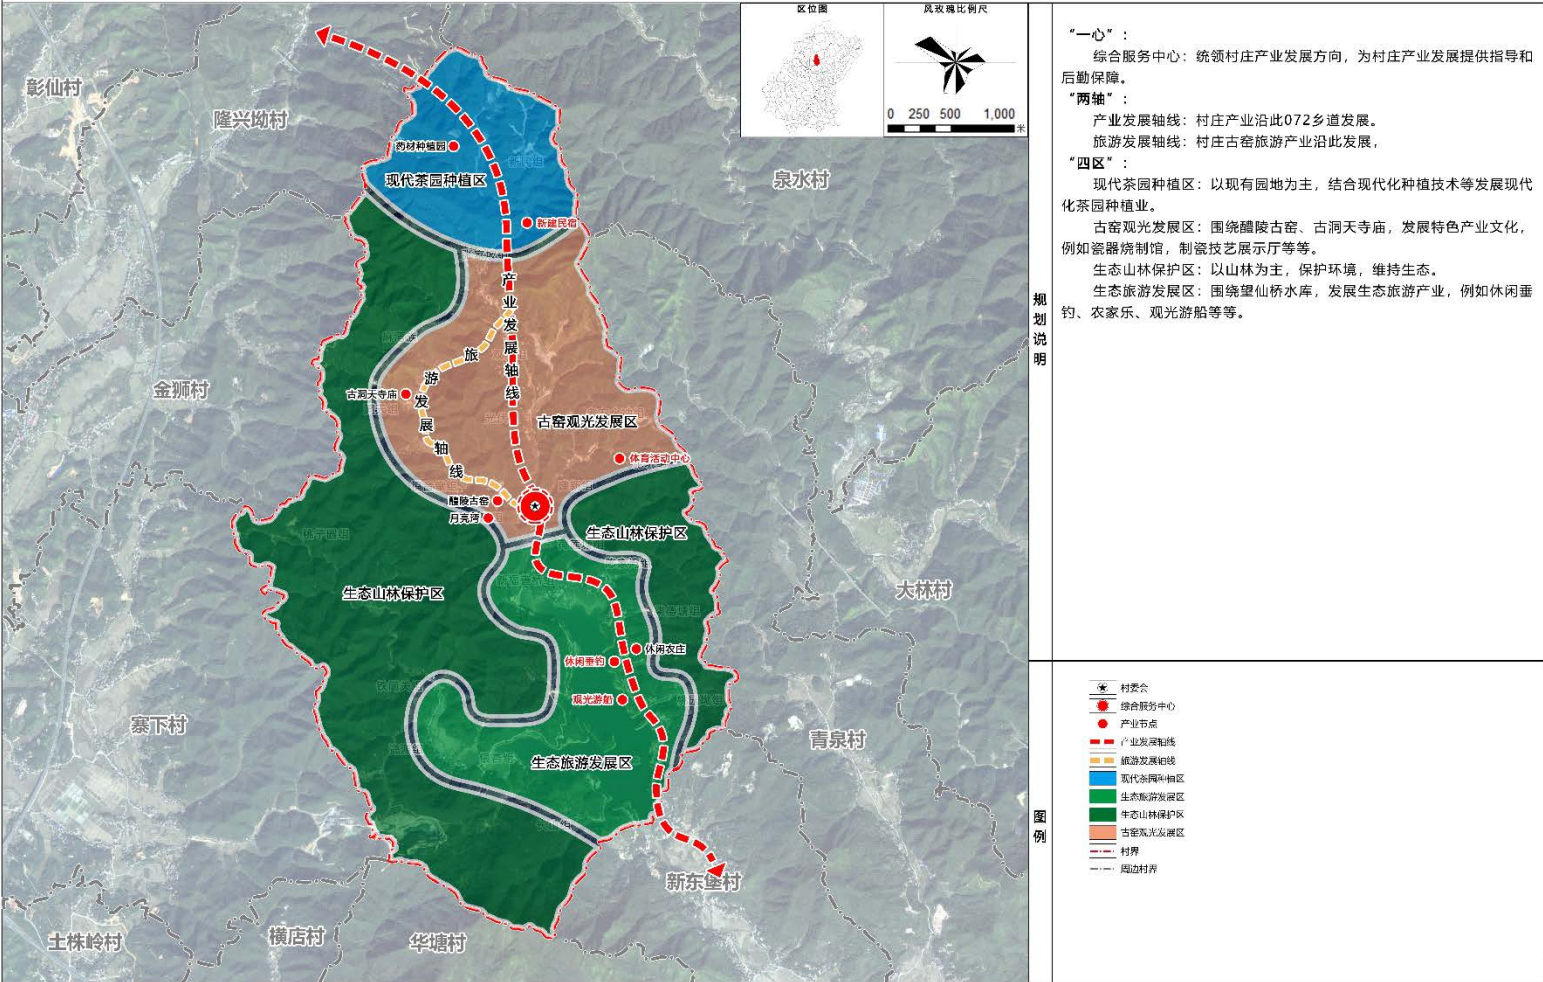 区位图
风玫瑰比例尺
0 250 500 1,000
米
彰仙村
隆兴坳村
泉水村
金狮村
大林村
寨下村
青泉村
新东堡村
土株岭村
横店村
华塘村
药材种植园
现代茶园种植区
新建民宿
产业发展轴线
旅游发展轴线
古洞天寺庙
古窑观光发展区
体育活动中心
醴陵古窑
月亮湾
生态山林保护区
生态山林保护区
休闲农庄
休闲垂钓
观光游船
生态旅游发展区
规划说明
“一心”：
综合服务中心：统领村庄产业发展方向，为村庄产业发展提供指导和
后勤保障。
“两轴”：
产业发展轴线：村庄产业沿此072乡道发展。
旅游发展轴线：村庄古窑旅游产业沿此发展，
“四区”：
现代茶园种植区：以现有园地为主，结合现代化种植技术等发展现代
化茶园种植业。
古窑观光发展区：围绕醴陵古窑、古洞天寺庙，发展特色产业文化，
例如瓷器烧制馆，制瓷技艺展示厅等等。
生态山林保护区：以山林为主，保护环境，维持生态。
生态旅游发展区：围绕望仙桥水库，发展生态旅游产业，例如休闲垂
钓、农家乐、观光游船等等。
图例
村委会
综合服务中心
产业节点
产业发展轴线
旅游发展轴线
现代茶园种植区
生态旅游发展区
生态山林保护区
古窑观光发展区
村界
周边村界